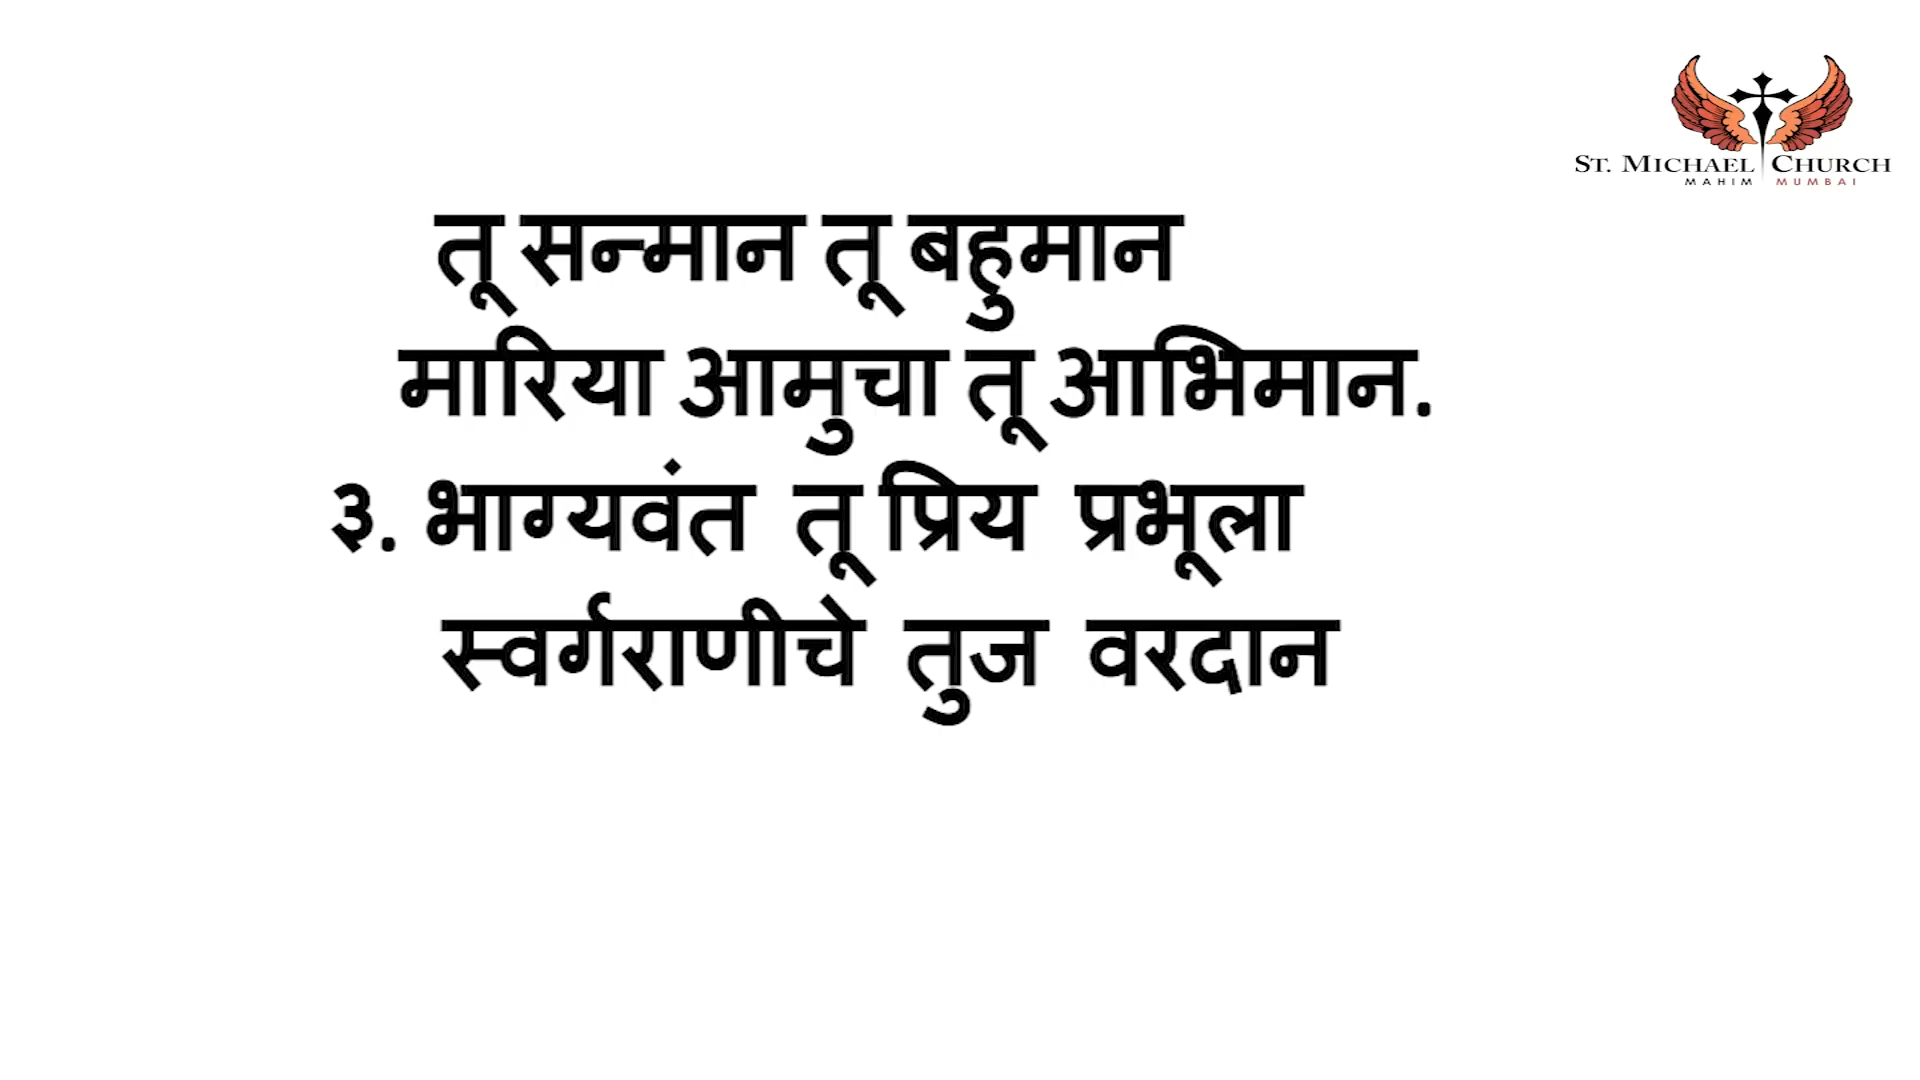 ST. MICHAEL CHURCH
MAHIM MUMBAI
तू सन्मान तू बहुमान
मारिया आमुचा तू आभिमान.
३. भाग्यवंत तू प्रिय प्रभूला
स्वर्गराणीचे तुज वरदान